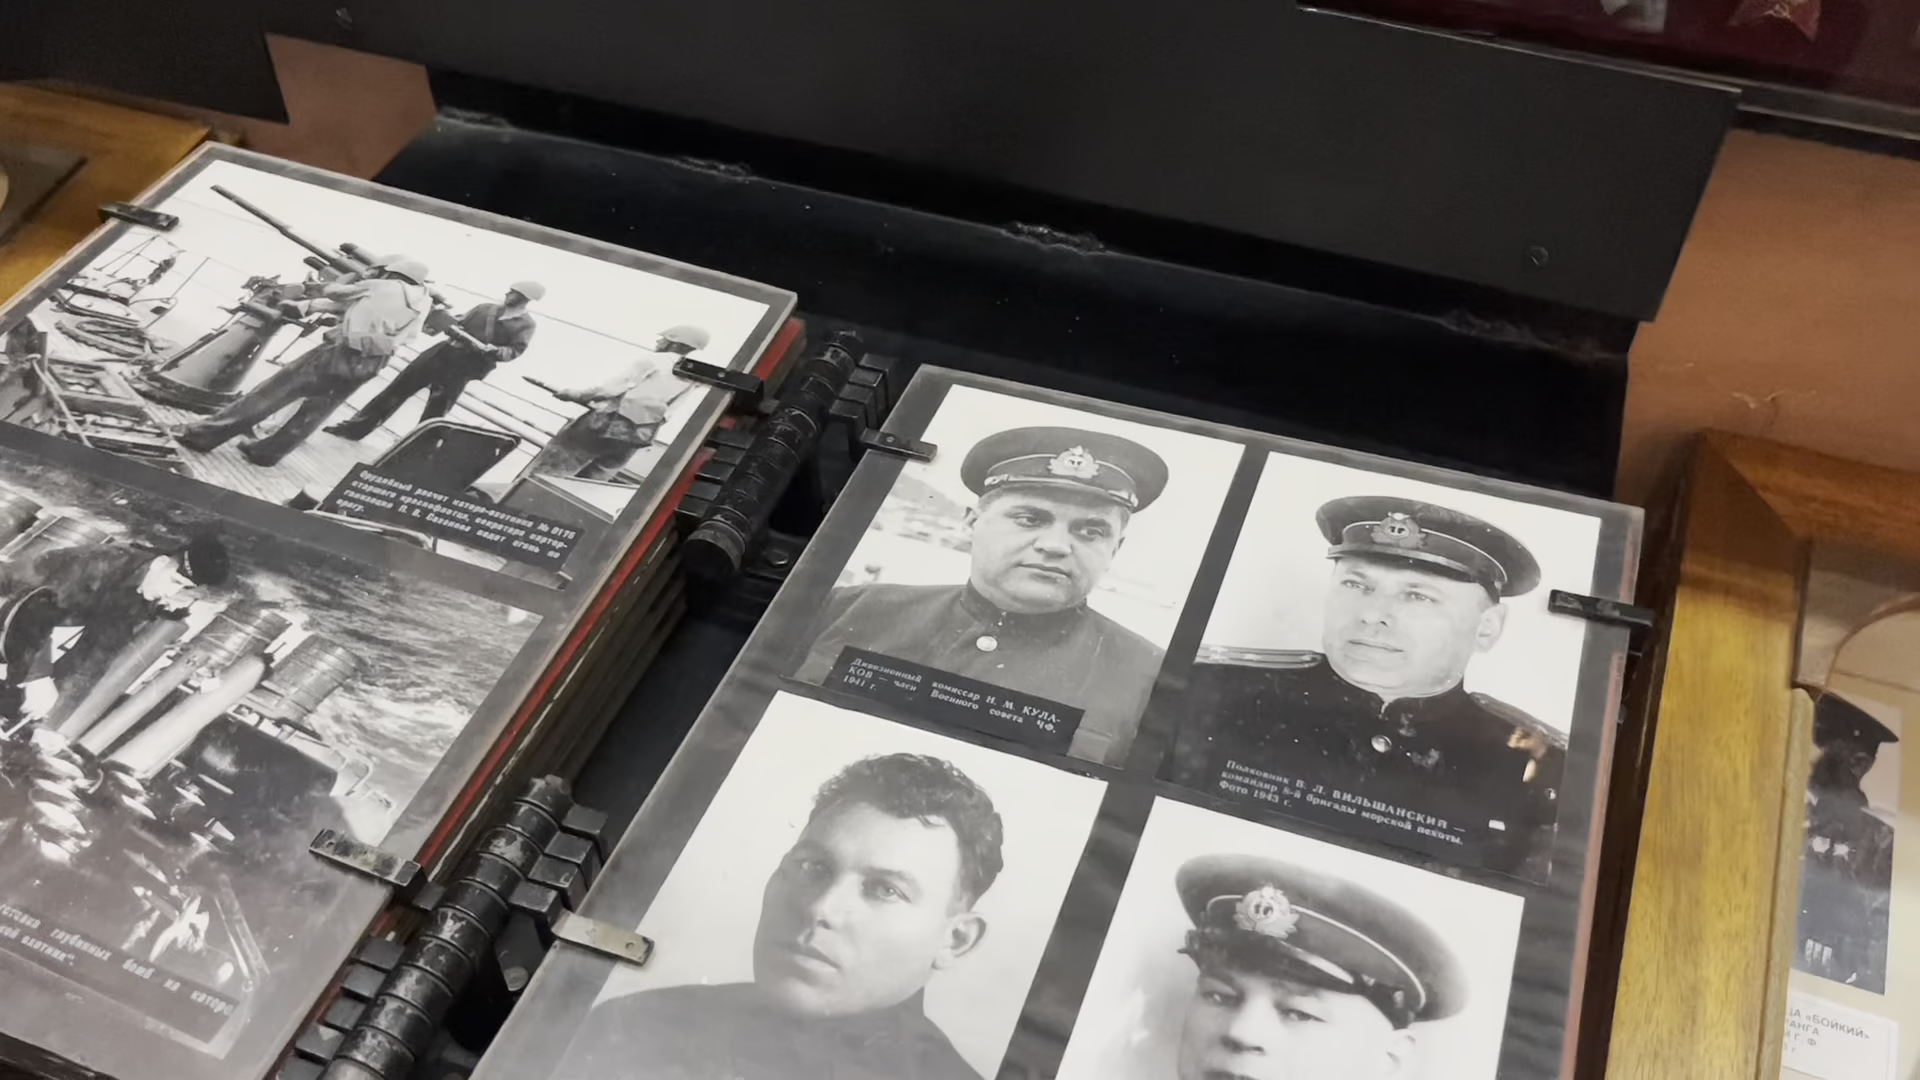 Орудийный расчет катера-охотника № 0176
старшего краснофлотца, секретаря партор-
ганизации П. В. Сазонова ведет огонь по
врагу.
глубинных бомб на катере
охотник".
Дивизионный комиссар Н. М. КУЛА-
КОВ — член Военного совета ЧФ.
1941 г.
Полковник В. Л. ВИЛЬШАНСКИЙ —
командир 8-й бригады морской пехоты.
Фото 1943 г.
«БОЙКИЙ»